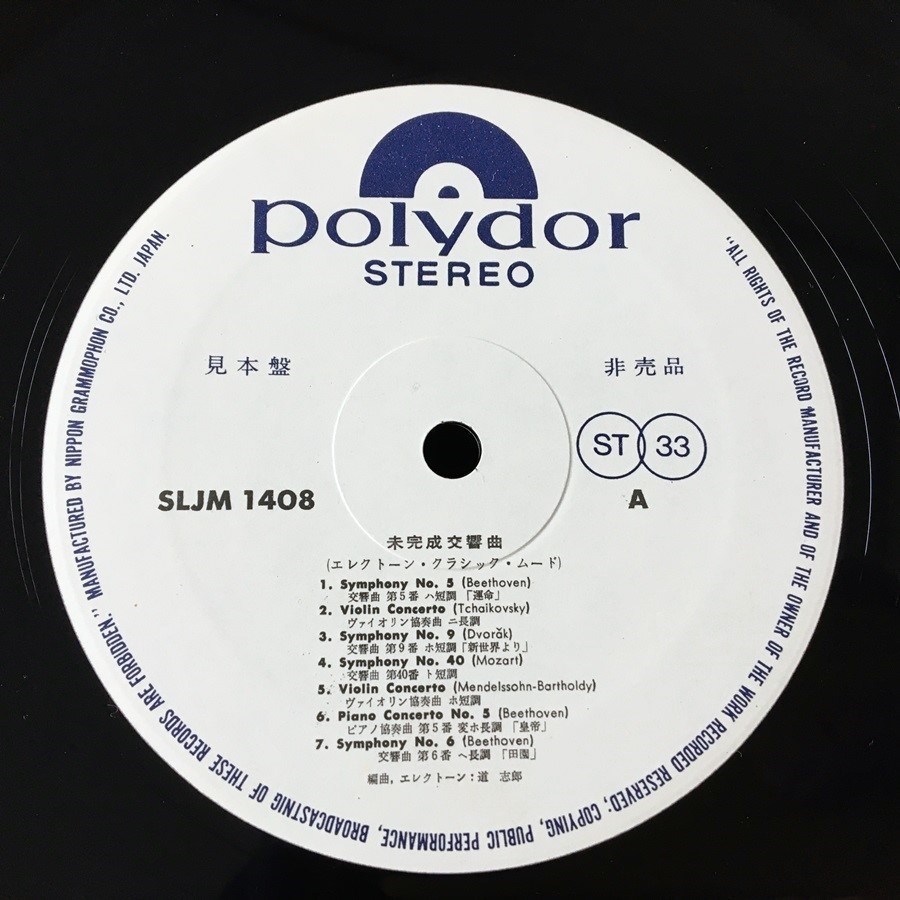 polydor
STEREO
見本盤
非売品
ST 33
SLJM 1408
A
未完成交響曲
(エレクトーン・クラシック・ムード)
1. Symphony No. 5 (Beethoven)
交響曲 第5番 ハ短調 「運命」
2. Violin Concerto (Tchaikovsky)
ヴァイオリン協奏曲 ニ長調
3. Symphony No. 9 (Dvořák)
交響曲 第9番 ホ短調「新世界より」
4. Symphony No. 40 (Mozart)
交響曲 第40番 ト短調
5. Violin Concerto (Mendelssohn-Bartholdy)
ヴァイオリン協奏曲 ホ短調
6. Piano Concerto No. 5 (Beethoven)
ピアノ協奏曲 第5番 変ホ長調 「皇帝」
7. Symphony No. 6 (Beethoven)
交響曲 第6番 ヘ長調 「田園」
編曲, エレクトーン：道 志郎
"ALL RIGHTS OF THE RECORD MANUFACTURER AND OF THE OWNER OF THE WORK RECORDED RESERVED; COPYING, PUBLIC PERFORMANCE, BROADCASTNIG OF THESE RECORDS ARE FORBIDDEN." MANUFACTURED BY NIPPON GRAMMOPHON CO., LTD. JAPAN.